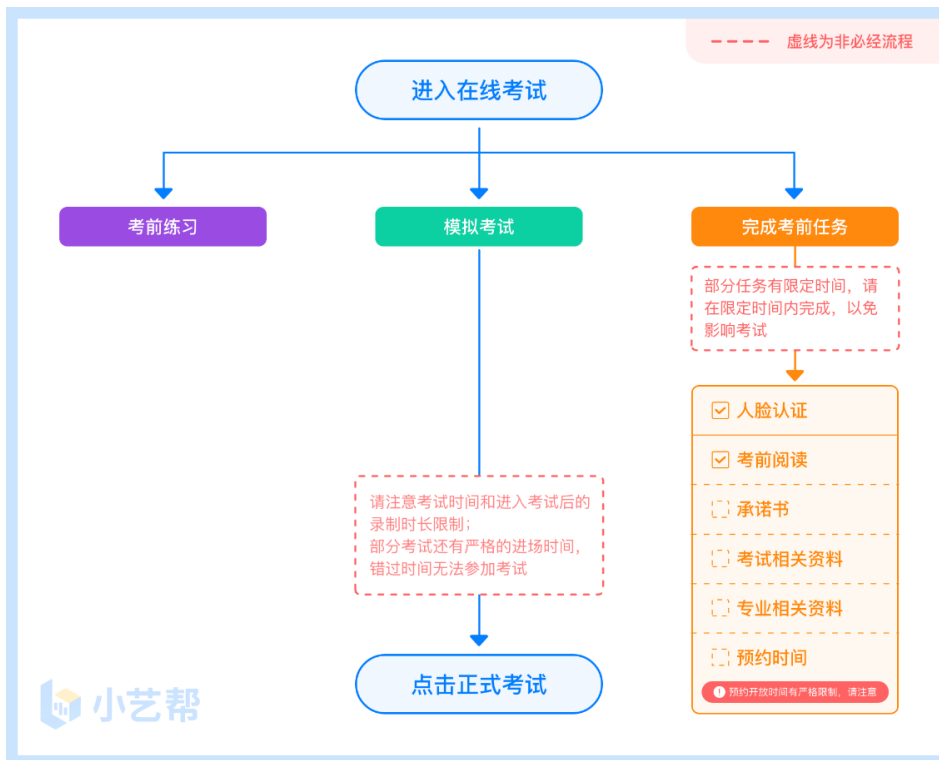 虚线为非必经流程
进入在线考试
考前练习
模拟考试
完成考前任务
部分任务有限定时间，请
在限定时间内完成，以免
影响考试
人脸认证
考前阅读
承诺书
考试相关资料
专业相关资料
预约时间
预约开放时间有严格限制，请注意
请注意考试时间和进入考试后的
录制时长限制；
部分考试还有严格的进场时间，
错过时间无法参加考试
点击正式考试
小艺帮